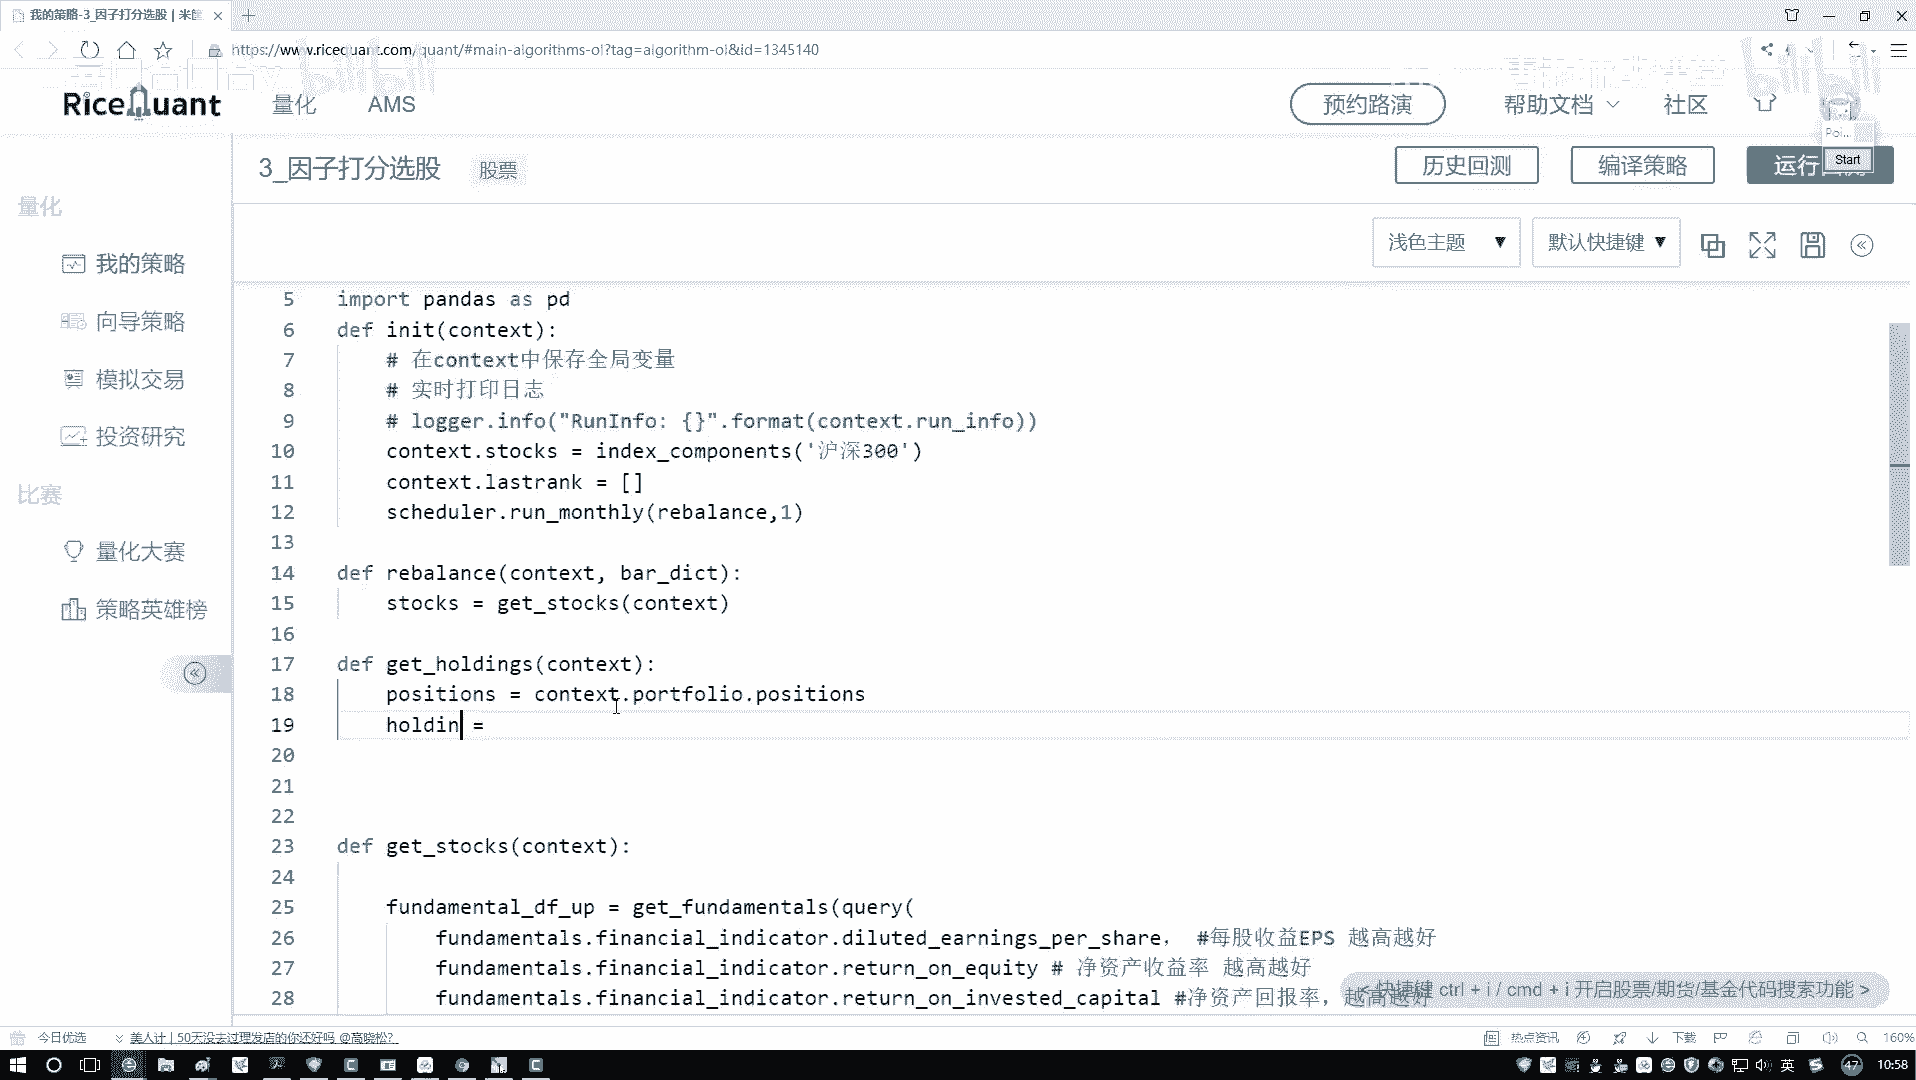 我的策略-3_因子打分选股 | 米筐
https://www.ricequant.com/quant/#main-algorithms-ol?tag=algorithm-ol&id=1345140
bilibili
bilibili
RiceQuant
量化
AMS
预约路演
帮助文档
社区
Poi...
Start
3_因子打分选股
股票
历史回测
编译策略
运行
量化
我的策略
向导策略
模拟交易
投资研究
比赛
量化大赛
策略英雄榜
浅色主题
默认快捷键
5 import pandas as pd
6 def init(context):
7 # 在context中保存全局变量
8 # 实时打印日志
9 # logger.info("RunInfo: {}".format(context.run_info))
10 context.stocks = index_components('沪深300')
11 context.lastrank = []
12 scheduler.run_monthly(rebalance,1)
13
14 def rebalance(context, bar_dict):
15 stocks = get_stocks(context)
16
17 def get_holdings(context):
18 positions = context.portfolio.positions
19 holdin =
20
21
22
23 def get_stocks(context):
24
25 fundamental_df_up = get_fundamentals(query(
26 fundamentals.financial_indicator.diluted_earnings_per_share， #每股收益EPS 越高越好
27 fundamentals.financial_indicator.return_on_equity # 净资产收益率 越高越好
28 fundamentals.financial_indicator.return_on_invested_capital #净资产回报率，越高越好
< 快捷键 ctrl + i / cmd + i 开启股票/期货/基金代码搜索功能 >
今日优选
美人计 | 50天没去过理发店的你还好吗 @高晓松?
热点资讯
下载
160%
英
47
10:58